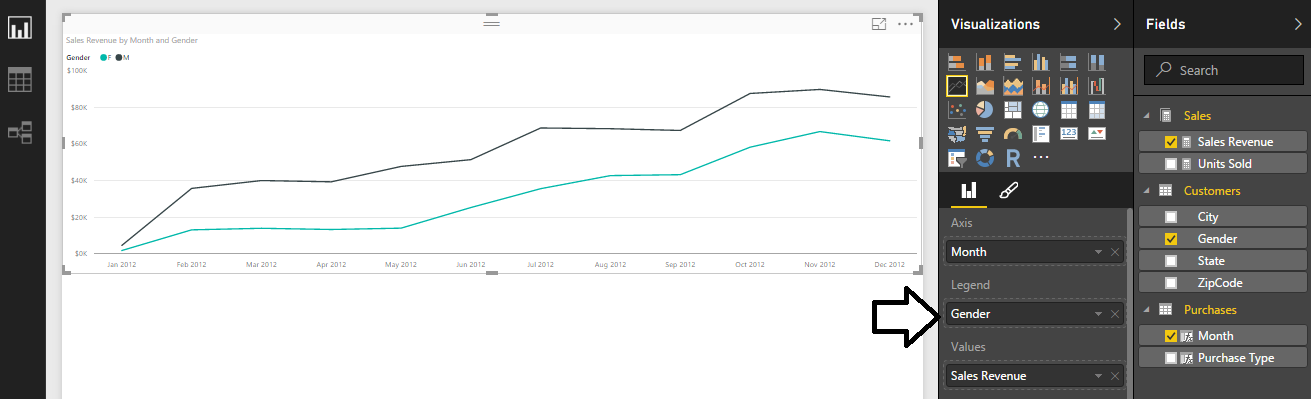 Sales Revenue by Month and Gender
Gender F M
$100K
$80K
$60K
$40K
$20K
$0K
Jan 2012 Feb 2012 Mar 2012 Apr 2012 May 2012 Jun 2012 Jul 2012 Aug 2012 Sep 2012 Oct 2012 Nov 2012 Dec 2012
Visualizations
123
R
Axis
Month
Legend
Gender
Values
Sales Revenue
Fields
Search
Sales
Sales Revenue
Units Sold
Customers
City
Gender
State
ZipCode
Purchases
Month
Purchase Type